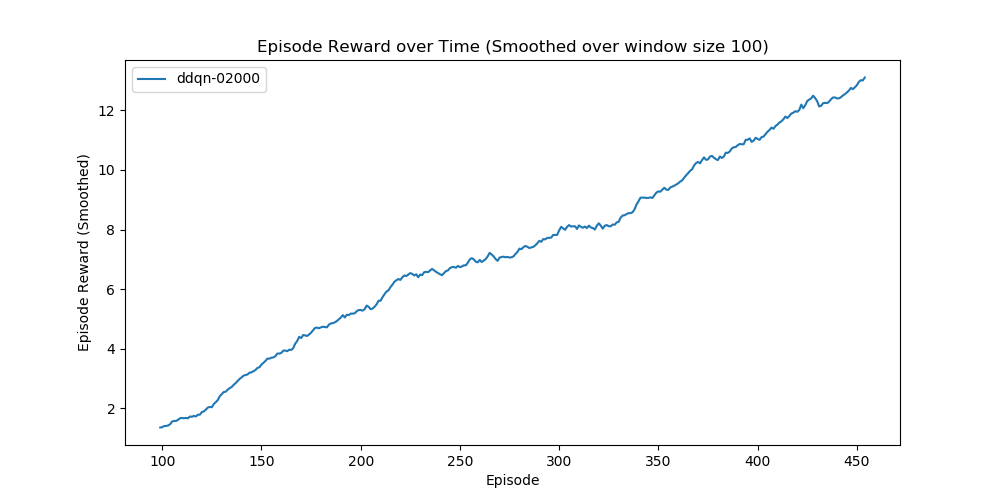 Episode Reward over Time (Smoothed over window size 100)
ddqn-02000
Episode Reward (Smoothed)
12
10
8
6
4
2
100 150 200 250 300 350 400 450
Episode